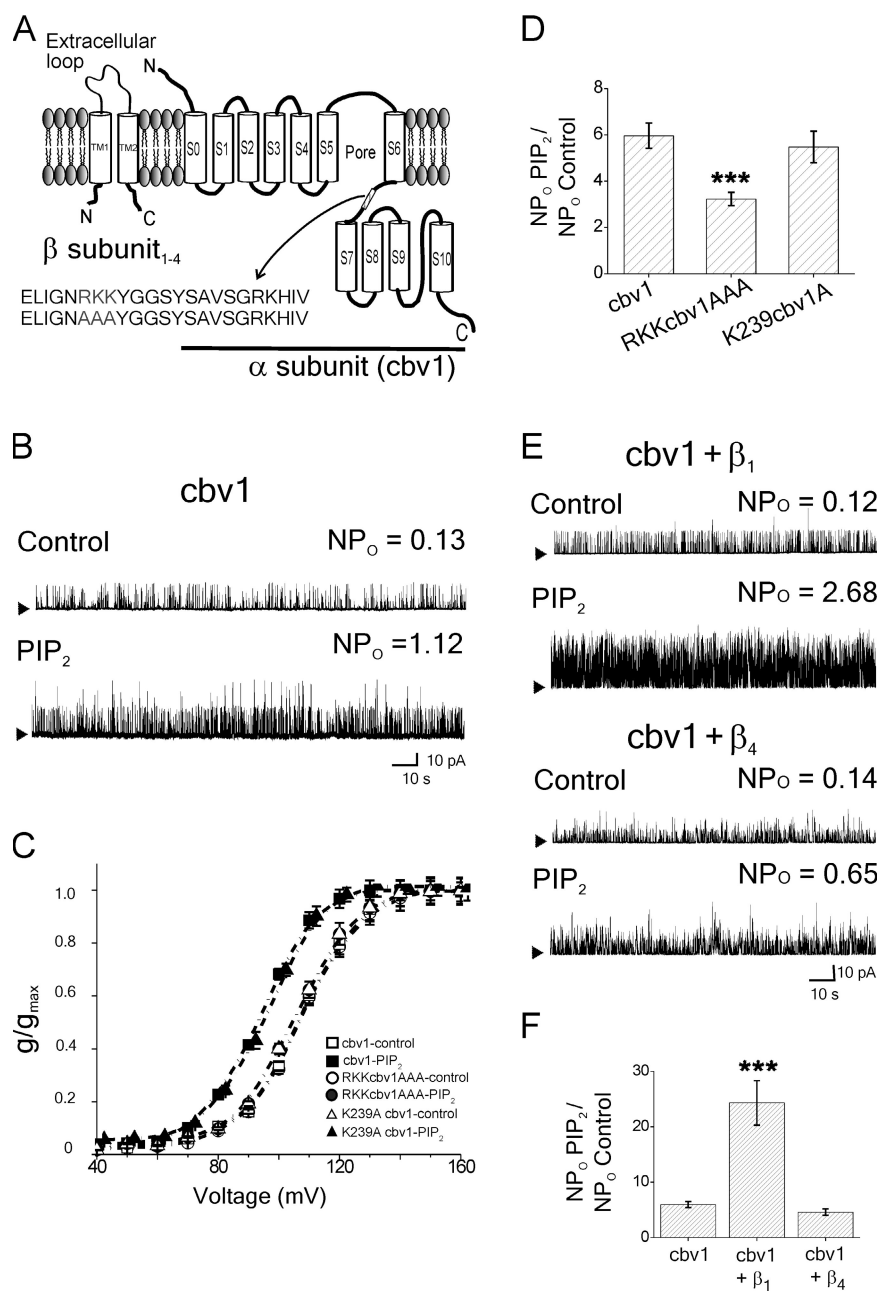 A
Extracellular
loop
N
TM1
TM2
S0
S1
S2
S3
S4
S5
Pore
S6
N
C
β subunit1-4
S7
S8
S9
S10
ELIGNRKKYGGSYSAVSGRKHIV
ELIGNAAAYGGSYSAVSGRKHIV
C
α subunit (cbv1)
B
cbv1
Control
NPO = 0.13
PIP2
NPO =1.12
10 pA
10 s
C
g/gmax
1.0
0.8
0.6
0.4
0.2
0
40
80
120
160
Voltage (mV)
cbv1-control
cbv1-PIP2
RKKcbv1AAA-control
RKKcbv1AAA-PIP2
K239A cbv1-control
K239A cbv1-PIP2
D
NPO PIP2/
NPO Control
8
6
4
2
0
***
cbv1
RKKcbv1AAA
K239cbv1A
E
cbv1 + β1
Control
NPO = 0.12
PIP2
NPO = 2.68
cbv1 + β4
Control
NPO = 0.14
PIP2
NPO = 0.65
10 pA
10 s
F
NPO PIP2/
NPO Control
30
20
10
0
***
cbv1
cbv1
+ β1
cbv1
+ β4